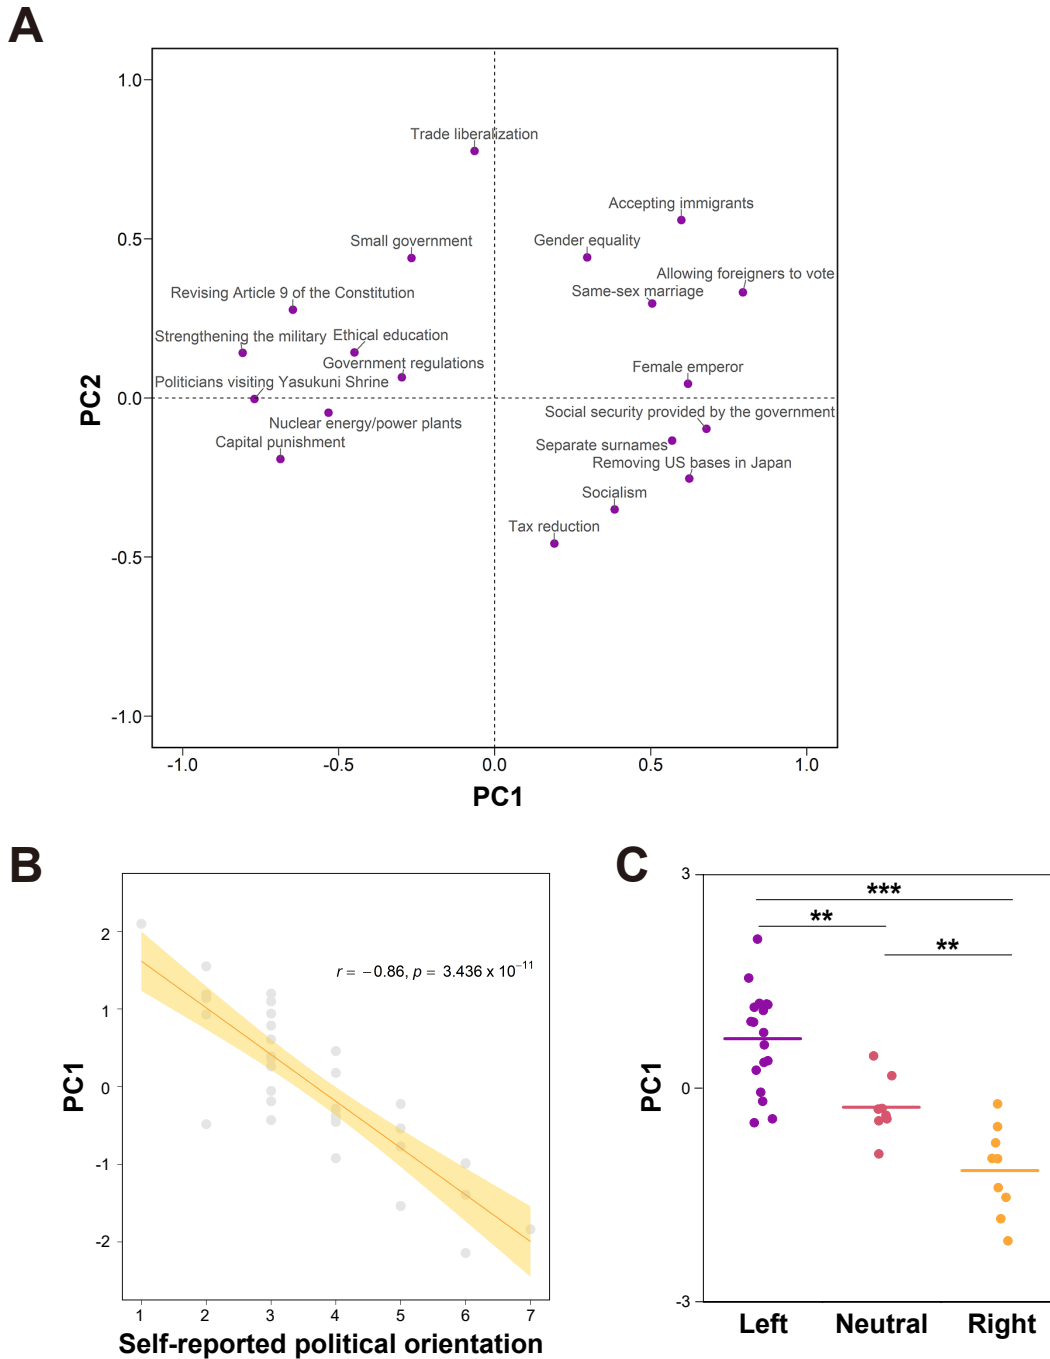 A
1.0
0.5
0.0
-0.5
-1.0
PC2
Trade liberalization
Accepting immigrants
Small government
Gender equality
Allowing foreigners to vote
Same-sex marriage
Revising Article 9 of the Constitution
Strengthening the military
Ethical education
Government regulations
Female emperor
Politicians visiting Yasukuni Shrine
Social security provided by the government
Nuclear energy/power plants
Capital punishment
Separate surnames
Removing US bases in Japan
Socialism
Tax reduction
-1.0
-0.5
0.0
0.5
1.0
PC1
B
2
1
0
-1
-2
PC1
r = −0.86, p = 3.436 x 10⁻¹¹
1
2
3
4
5
6
7
Self-reported political orientation
C
3
0
-3
PC1
***
**
**
Left
Neutral
Right